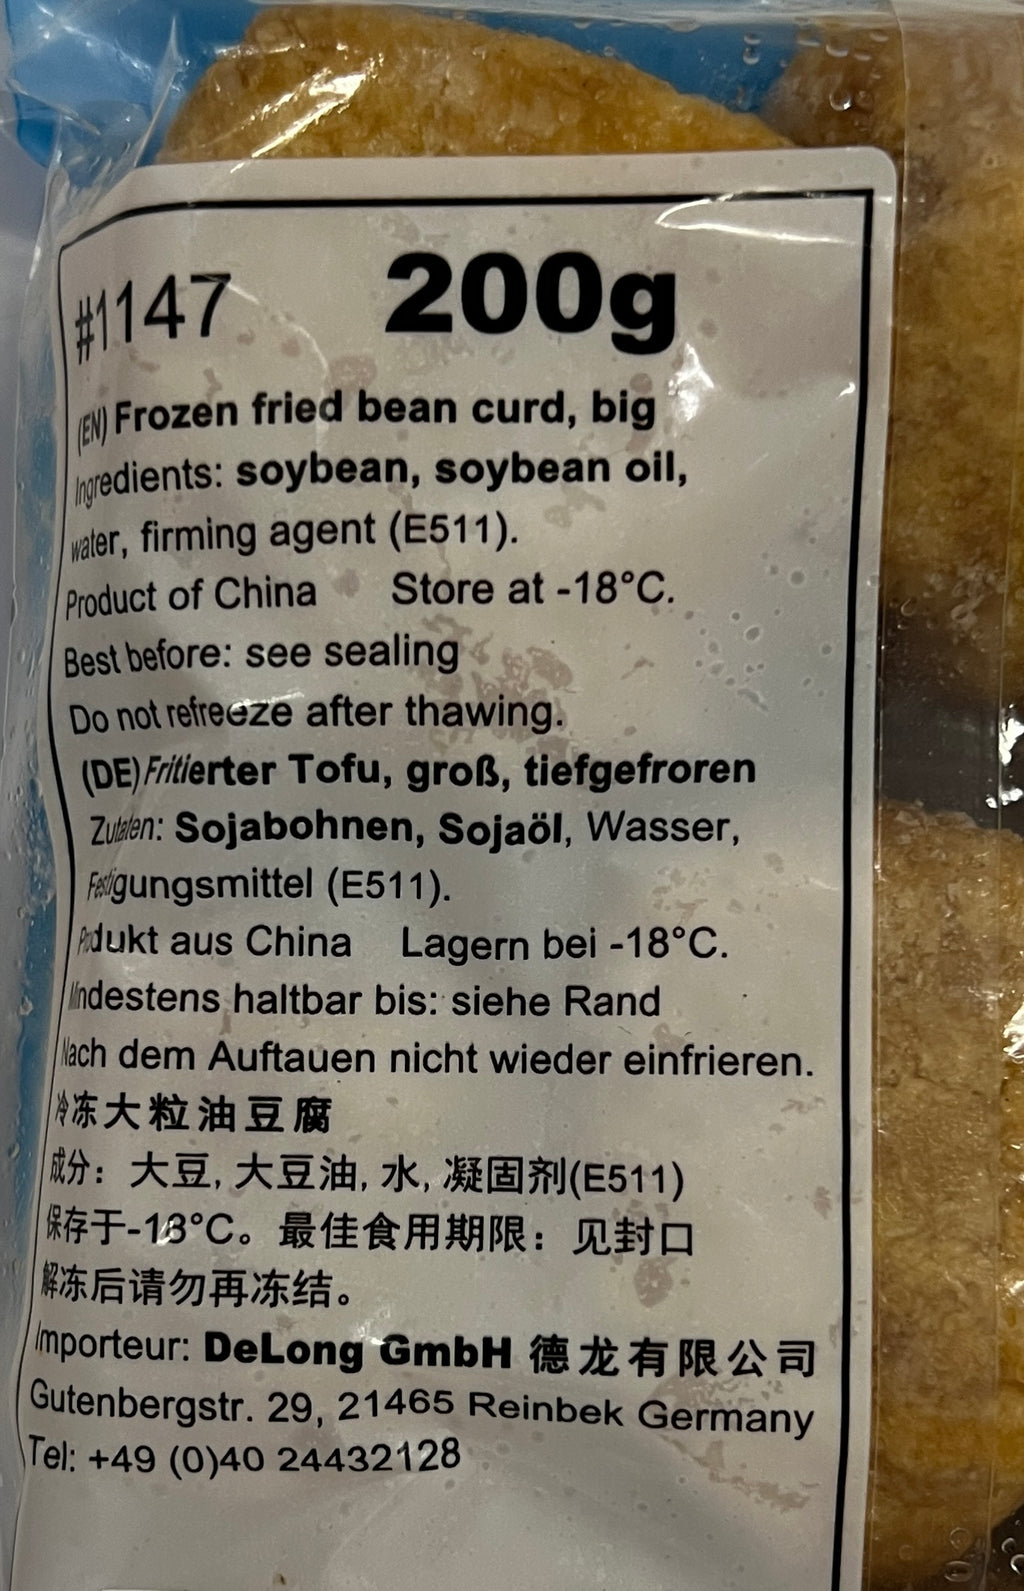 #1147 200g
(EN) Frozen fried bean curd, big
Ingredients: soybean, soybean oil,
water, firming agent (E511).
Product of China Store at -18°C.
Best before: see sealing
Do not refreeze after thawing.
(DE) Fritierter Tofu, groß, tiefgefroren
Zutaten: Sojabohnen, Sojaöl, Wasser,
Festigungsmittel (E511).
Produkt aus China Lagern bei -18°C.
Mindestens haltbar bis: siehe Rand
Nach dem Auftauen nicht wieder einfrieren.
冷冻大粒油豆腐
成分：大豆, 大豆油, 水, 凝固剂(E511)
保存于-18°C。最佳食用期限：见封口
解冻后请勿再冻结。
Importeur: DeLong GmbH 德龙有限公司
Gutenbergstr. 29, 21465 Reinbek Germany
Tel: +49 (0)40 24432128